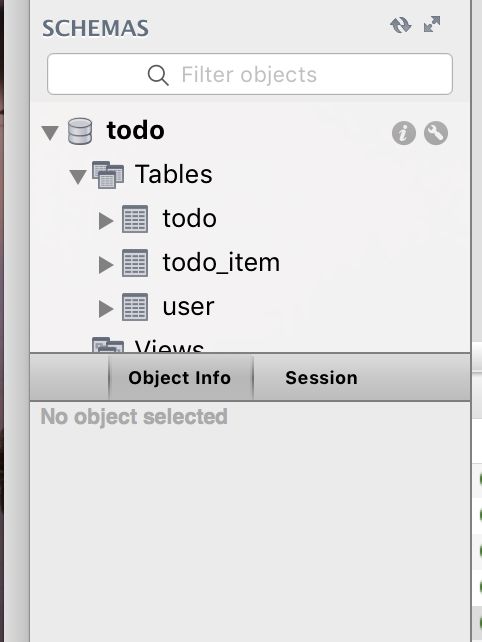 SCHEMAS
Filter objects
todo
Tables
todo
todo_item
user
Views
Object Info
Session
No object selected